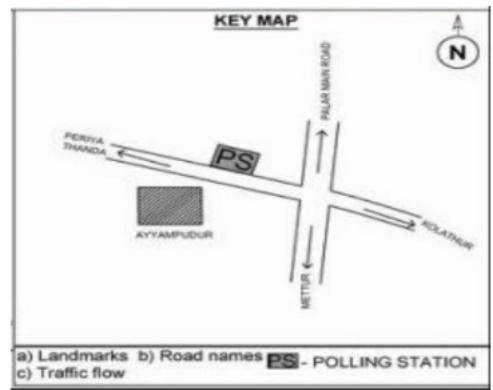 KEY MAP
N
PALAR MAIN ROAD
PERIYA
THANDA
PS
AYYAMPUDUR
KOLATHUR
METTUR
a) Landmarks b) Road names PS - POLLING STATION
c) Traffic flow